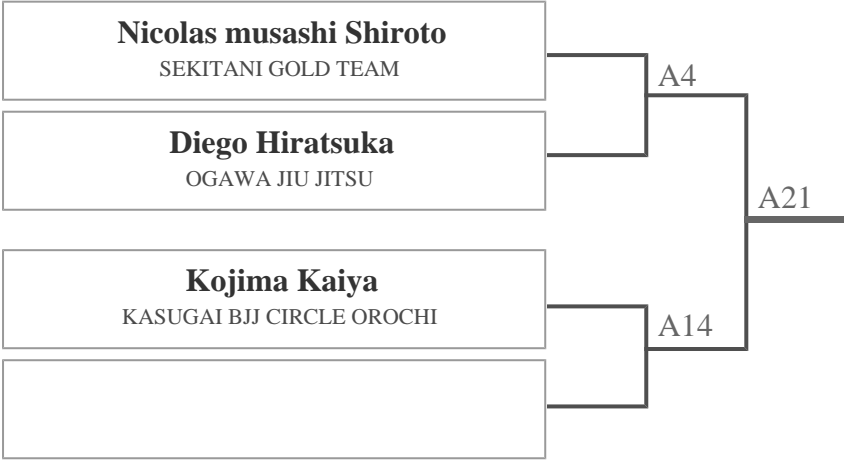 Nicolas musashi Shiroto
SEKITANI GOLD TEAM
A4
Diego Hiratsuka
OGAWA JIU JITSU
A21
Kojima Kaiya
KASUGAI BJJ CIRCLE OROCHI
A14